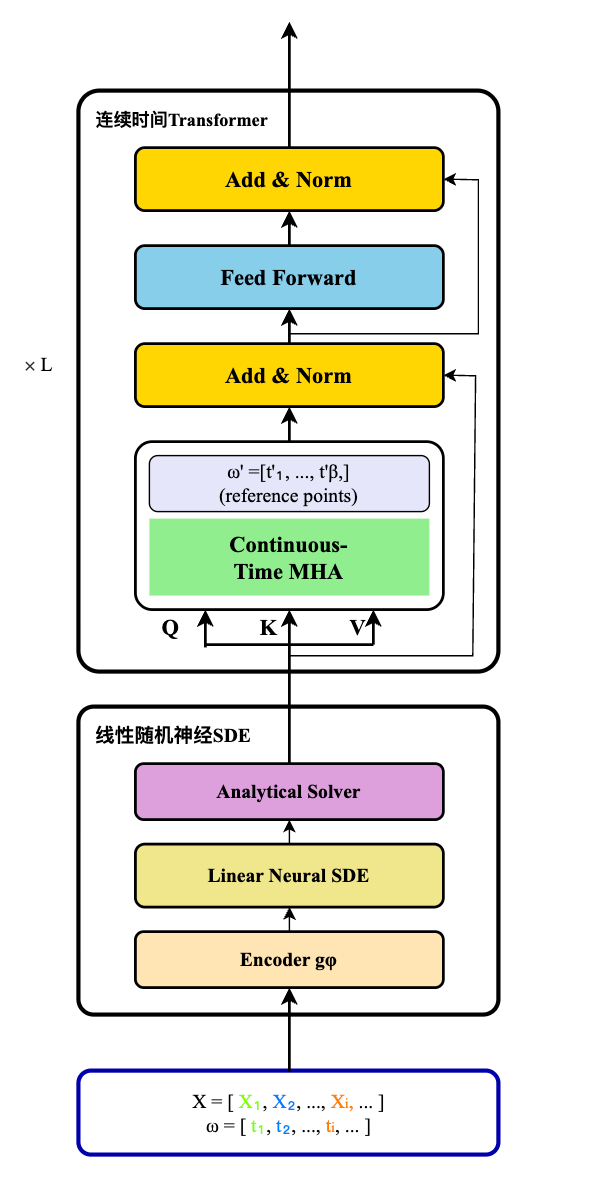 连续时间Transformer
Add & Norm
Feed Forward
× L
Add & Norm
ω' =[t'₁, ..., t'β,]
(reference points)
Continuous-
Time MHA
Q K V
线性随机神经SDE
Analytical Solver
Linear Neural SDE
Encoder gφ
X = [ X₁, X₂, ..., Xᵢ, ... ]
ω = [ t₁, t₂, ..., tᵢ, ... ]